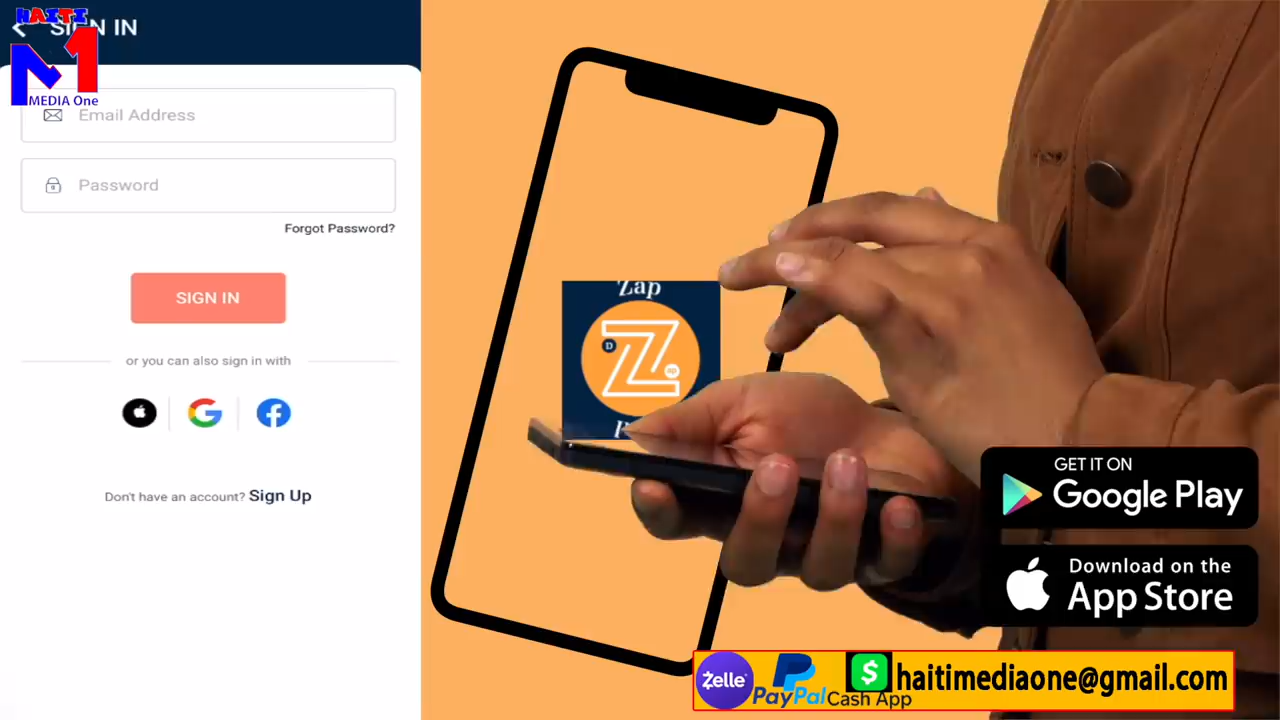 HAITI
SIGN IN
M1
MEDIA One
Email Address
Password
Forgot Password?
SIGN IN
or you can also sign in with
Don't have an account? Sign Up
Zap
D
Z
GET IT ON
Google Play
Download on the
App Store
Zelle
PayPal
$
Cash App
haitimediaone@gmail.com